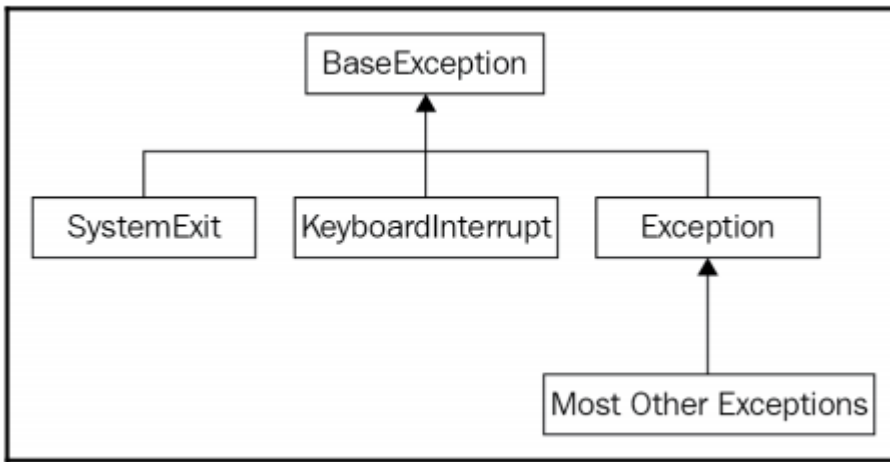 BaseException
SystemExit
KeyboardInterrupt
Exception
Most Other Exceptions